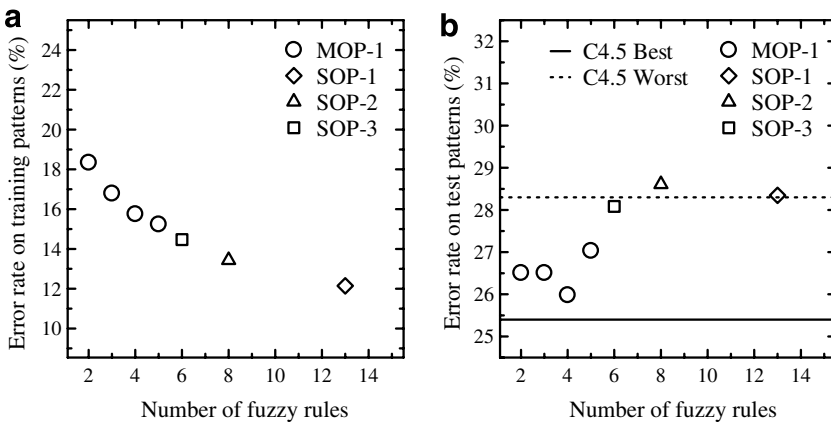 a
Error rate on training patterns (%)
24
22
20
18
16
14
12
10
2 4 6 8 10 12 14
Number of fuzzy rules
MOP-1
SOP-1
SOP-2
SOP-3
b
Error rate on test patterns (%)
32
31
30
29
28
27
26
25
2 4 6 8 10 12 14
Number of fuzzy rules
C4.5 Best
C4.5 Worst
MOP-1
SOP-1
SOP-2
SOP-3